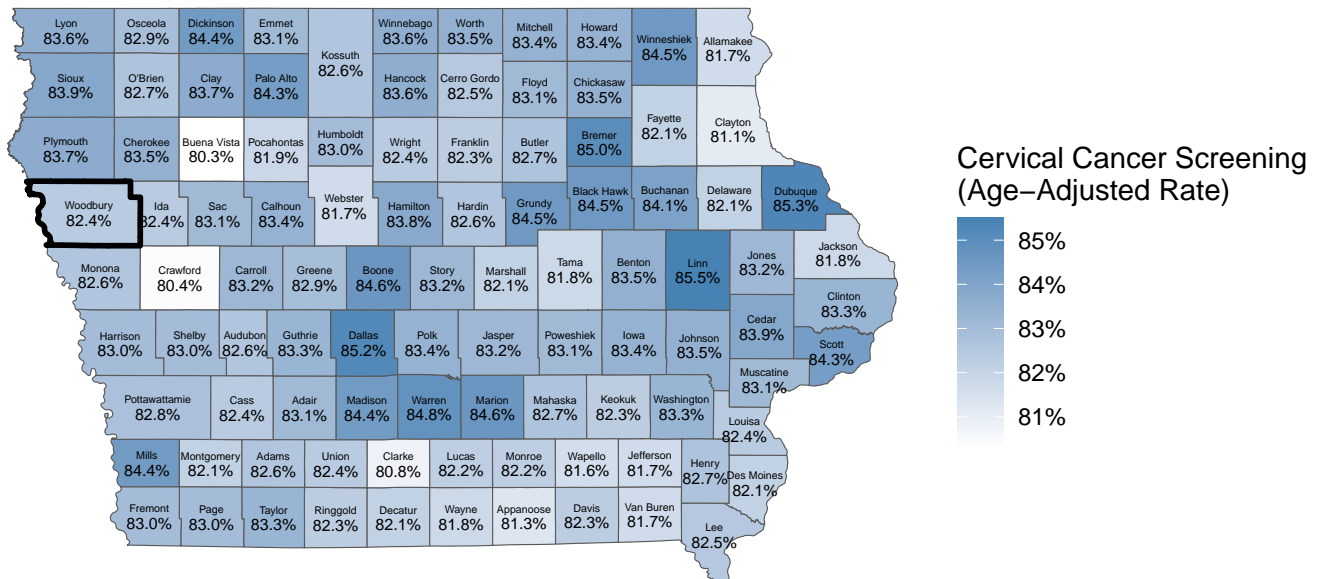 Lyon
83.6%
Osceola
82.9%
Dickinson
84.4%
Emmet
83.1%
Kossuth
82.6%
Winnebago
83.6%
Worth
83.5%
Mitchell
83.4%
Howard
83.4%
Winneshiek
84.5%
Allamakee
81.7%
Sioux
83.9%
O'Brien
82.7%
Clay
83.7%
Palo Alto
84.3%
Hancock
83.6%
Cerro Gordo
82.5%
Floyd
83.1%
Chickasaw
83.5%
Fayette
82.1%
Clayton
81.1%
Plymouth
83.7%
Cherokee
83.5%
Buena Vista
80.3%
Pocahontas
81.9%
Humboldt
83.0%
Wright
82.4%
Franklin
82.3%
Butler
82.7%
Bremer
85.0%
Woodbury
82.4%
Ida
82.4%
Sac
83.1%
Calhoun
83.4%
Webster
81.7%
Hamilton
83.8%
Hardin
82.6%
Grundy
84.5%
Black Hawk
84.5%
Buchanan
84.1%
Delaware
82.1%
Dubuque
85.3%
Monona
82.6%
Crawford
80.4%
Carroll
83.2%
Greene
82.9%
Boone
84.6%
Story
83.2%
Marshall
82.1%
Tama
81.8%
Benton
83.5%
Linn
85.5%
Jones
83.2%
Jackson
81.8%
Clinton
83.3%
Harrison
83.0%
Shelby
83.0%
Audubon
82.6%
Guthrie
83.3%
Dallas
85.2%
Polk
83.4%
Jasper
83.2%
Poweshiek
83.1%
Iowa
83.4%
Johnson
83.5%
Cedar
83.9%
Scott
84.3%
Muscatine
83.1%
Pottawattamie
82.8%
Cass
82.4%
Adair
83.1%
Madison
84.4%
Warren
84.8%
Marion
84.6%
Mahaska
82.7%
Keokuk
82.3%
Washington
83.3%
Louisa
82.4%
Mills
84.4%
Montgomery
82.1%
Adams
82.6%
Union
82.4%
Clarke
80.8%
Lucas
82.2%
Monroe
82.2%
Wapello
81.6%
Jefferson
81.7%
Henry
82.7%
Des Moines
82.1%
Fremont
83.0%
Page
83.0%
Taylor
83.3%
Ringgold
82.3%
Decatur
82.1%
Wayne
81.8%
Appanoose
81.3%
Davis
82.3%
Van Buren
81.7%
Lee
82.5%
Cervical Cancer Screening
(Age−Adjusted Rate)
85%
84%
83%
82%
81%